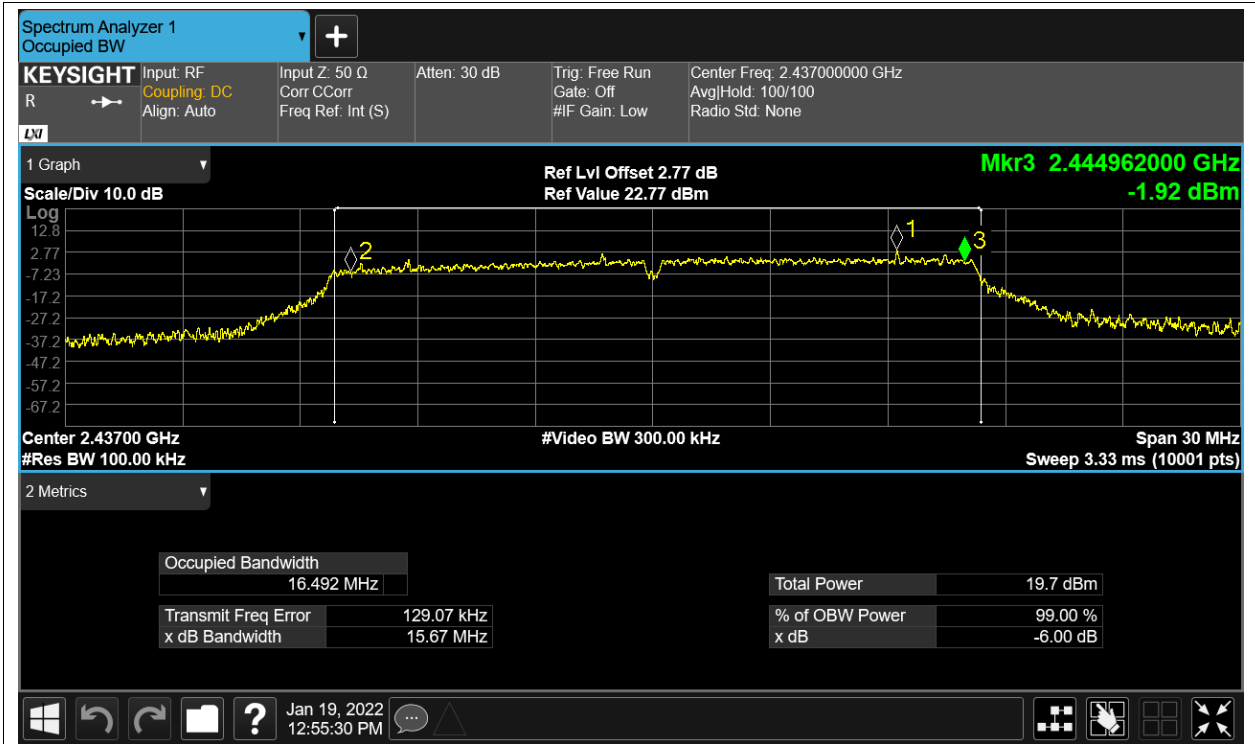 Spectrum Analyzer 1
Occupied BW
KEYSIGHT
R
LXI
Input: RF
Coupling: DC
Align: Auto
Input Z: 50 Ω
Corr CCorr
Freq Ref: Int (S)
Atten: 30 dB
Trig: Free Run
Gate: Off
#IF Gain: Low
Center Freq: 2.437000000 GHz
Avg|Hold: 100/100
Radio Std: None
1 Graph
Scale/Div 10.0 dB
Ref Lvl Offset 2.77 dB
Ref Value 22.77 dBm
Mkr3 2.444962000 GHz
-1.92 dBm
Log
12.8
2.77
-7.23
-17.2
-27.2
-37.2
-47.2
-57.2
-67.2
2
1
3
Center 2.43700 GHz
#Res BW 100.00 kHz
#Video BW 300.00 kHz
Span 30 MHz
Sweep 3.33 ms (10001 pts)
2 Metrics
Occupied Bandwidth
16.492 MHz
Transmit Freq Error 129.07 kHz
x dB Bandwidth 15.67 MHz
Total Power 19.7 dBm
% of OBW Power 99.00 %
x dB -6.00 dB
?
Jan 19, 2022
12:55:30 PM